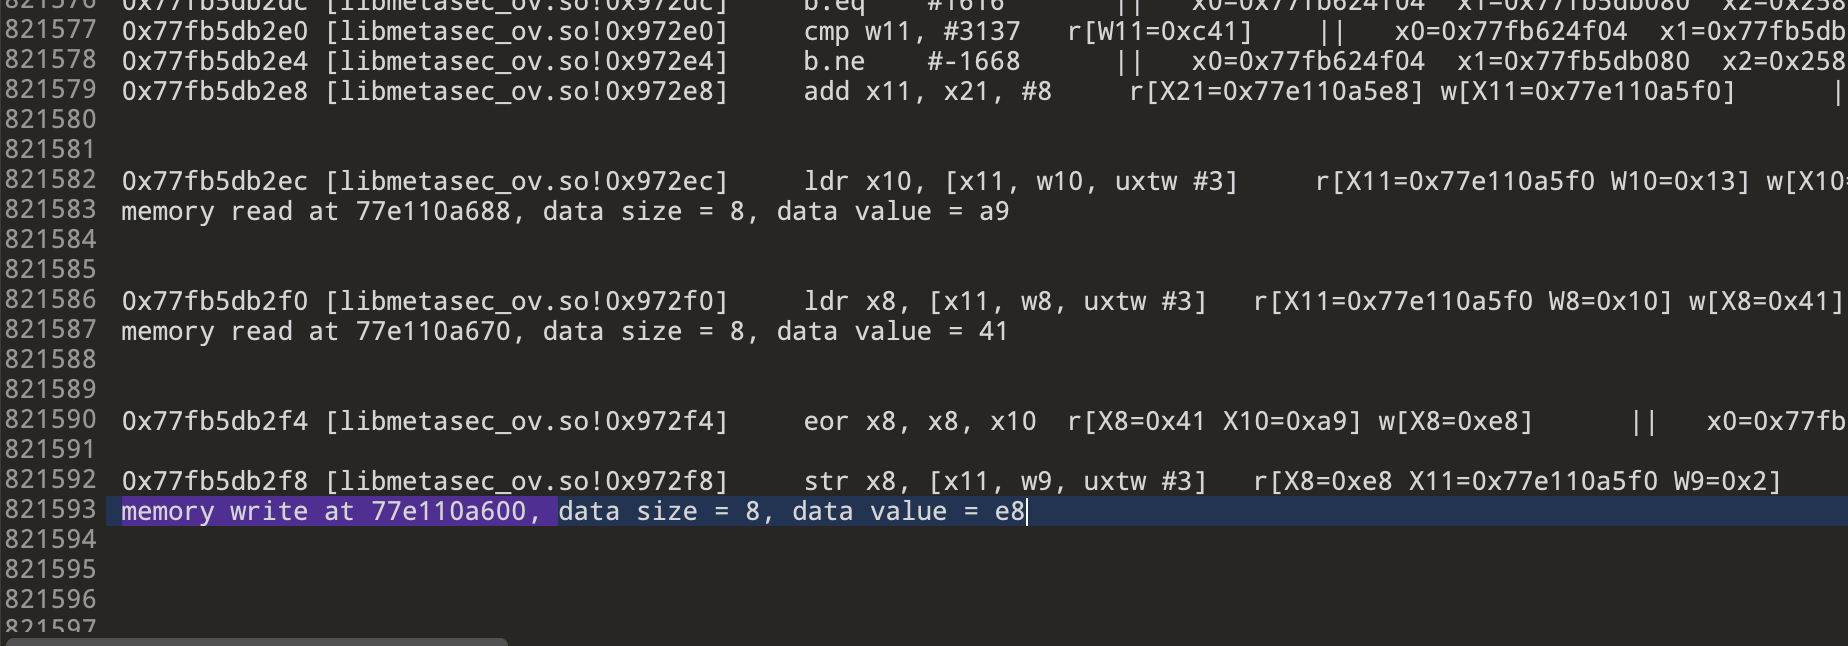 821576 0x77fb5db2dc [libmetasec_ov.so!0x972dc] b.eq #1616 || x0=0x77fb624f04 x1=0x77fb5db080 x2=0x258
821577 0x77fb5db2e0 [libmetasec_ov.so!0x972e0] cmp w11, #3137 r[W11=0xc41] || x0=0x77fb624f04 x1=0x77fb5db
821578 0x77fb5db2e4 [libmetasec_ov.so!0x972e4] b.ne #-1668 || x0=0x77fb624f04 x1=0x77fb5db080 x2=0x258
821579 0x77fb5db2e8 [libmetasec_ov.so!0x972e8] add x11, x21, #8 r[X21=0x77e110a5e8] w[X11=0x77e110a5f0] |
821580
821581
821582 0x77fb5db2ec [libmetasec_ov.so!0x972ec] ldr x10, [x11, w10, uxtw #3] r[X11=0x77e110a5f0 W10=0x13] w[X10=
821583 memory read at 77e110a688, data size = 8, data value = a9
821584
821585
821586 0x77fb5db2f0 [libmetasec_ov.so!0x972f0] ldr x8, [x11, w8, uxtw #3] r[X11=0x77e110a5f0 W8=0x10] w[X8=0x41]
821587 memory read at 77e110a670, data size = 8, data value = 41
821588
821589
821590 0x77fb5db2f4 [libmetasec_ov.so!0x972f4] eor x8, x8, x10 r[X8=0x41 X10=0xa9] w[X8=0xe8] || x0=0x77fb
821591
821592 0x77fb5db2f8 [libmetasec_ov.so!0x972f8] str x8, [x11, w9, uxtw #3] r[X8=0xe8 X11=0x77e110a5f0 W9=0x2]
821593 memory write at 77e110a600, data size = 8, data value = e8
821594
821595
821596
821597